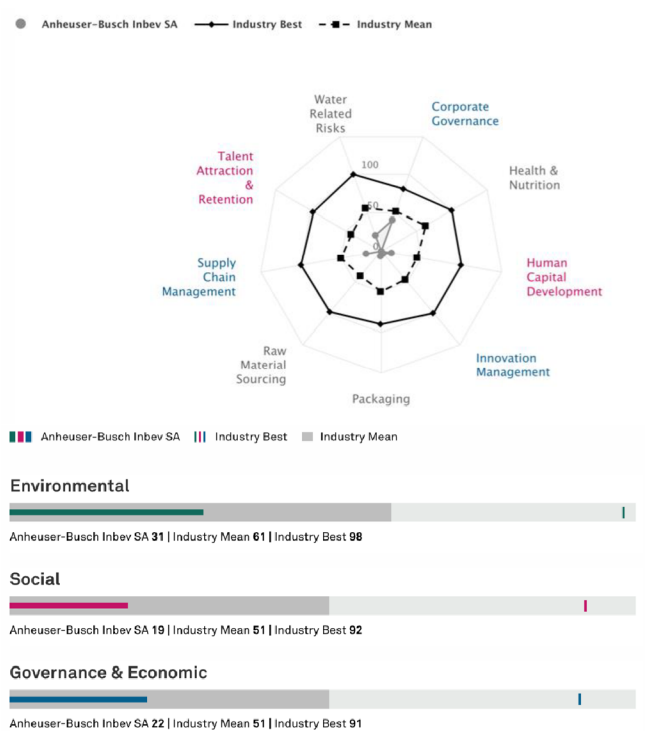 Anheuser-Busch Inbev SA Industry Best Industry Mean
Water
Related
Risks
Corporate
Governance
Talent
Attraction
&
Retention
100
Health &
Nutrition
50
0
Supply
Chain
Management
Human
Capital
Development
Raw
Material
Sourcing
Innovation
Management
Packaging
Anheuser-Busch Inbev SA Industry Best Industry Mean
Environmental
Anheuser-Busch Inbev SA 31 | Industry Mean 61 | Industry Best 98
Social
Anheuser-Busch Inbev SA 19 | Industry Mean 51 | Industry Best 92
Governance & Economic
Anheuser-Busch Inbev SA 22 | Industry Mean 51 | Industry Best 91